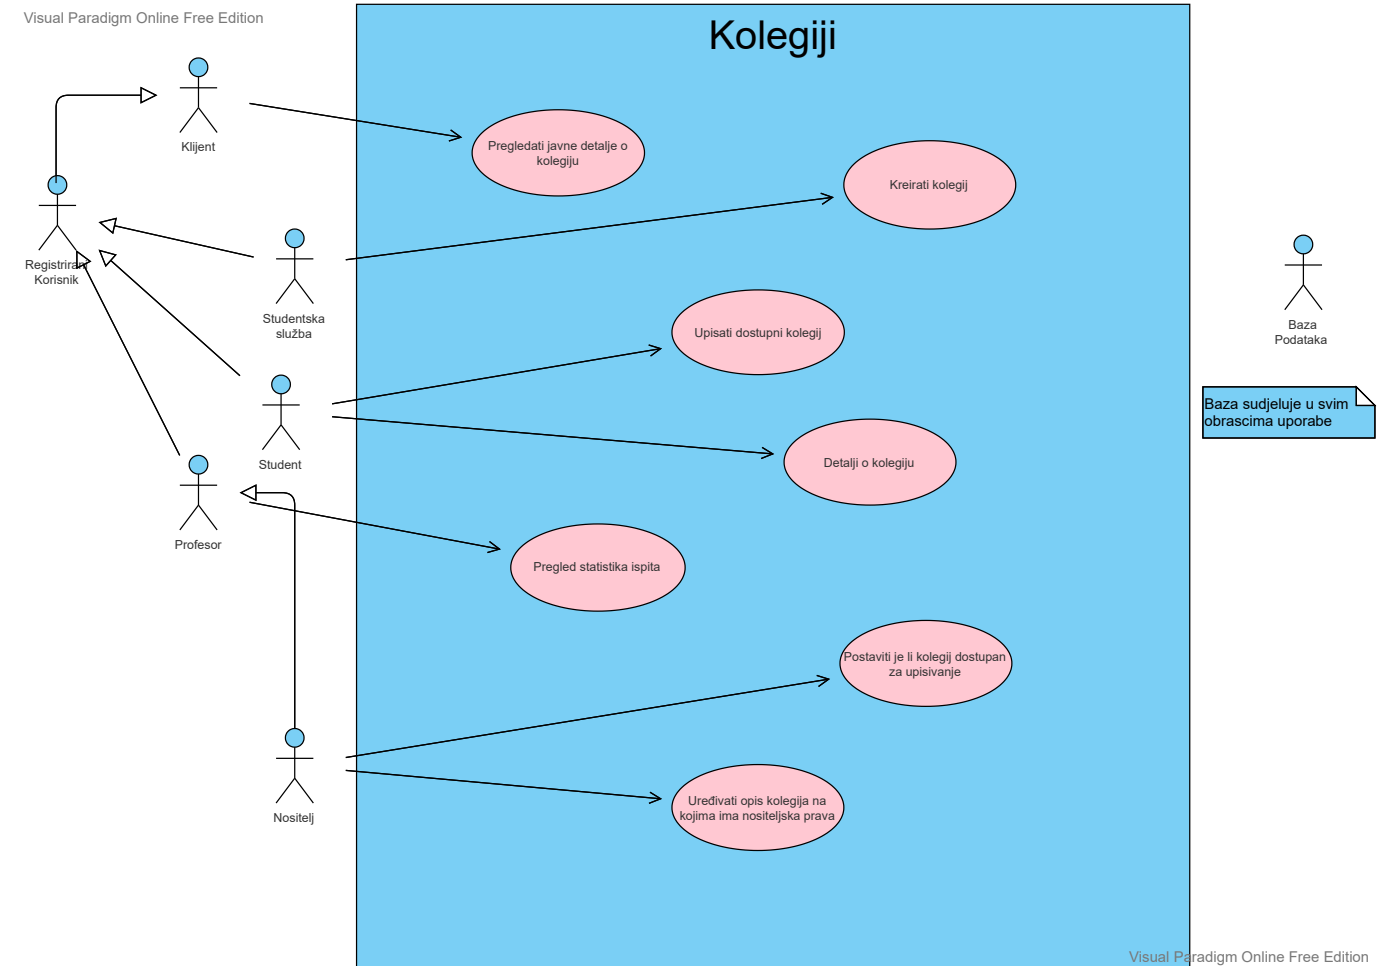 Visual Paradigm Online Free Edition
Kolegiji
Klijent
Pregledati javne detalje o
kolegiju
Kreirati kolegij
Registrirani
Korisnik
Studentska
služba
Upisati dostupni kolegij
Baza
Podataka
Baza sudjeluje u svim
obrascima uporabe
Student
Detalji o kolegiju
Profesor
Pregled statistika ispita
Postaviti je li kolegij dostupan
za upisivanje
Nositelj
Uređivati opis kolegija na
kojima ima nositeljska prava
Visual Paradigm Online Free Edition